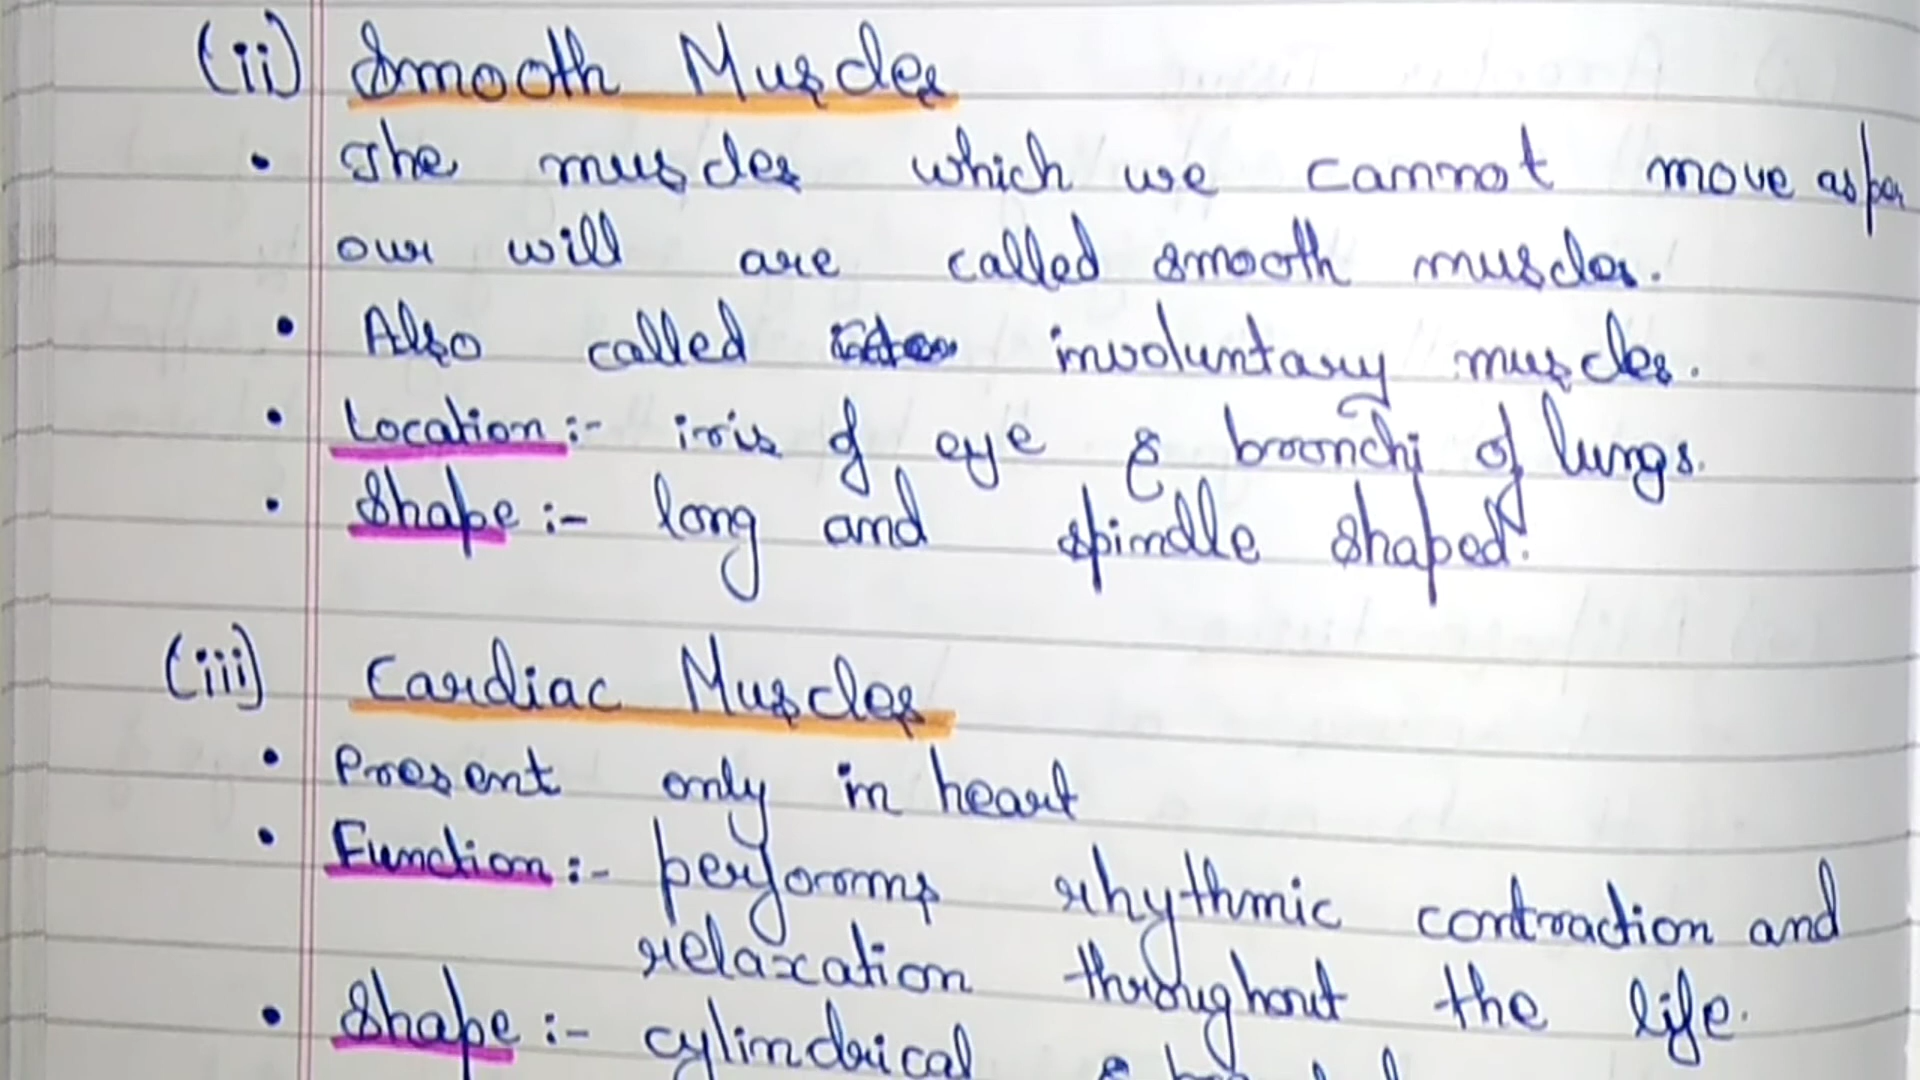 (ii) Smooth Muscles
• The muscles which we cannot move as per
our will are called smooth muscles.
• Also called involuntary muscles.
• Location :- iris of eye & bronchi of lungs.
• Shape :- long and spindle shaped.
(iii) Cardiac Muscles
• Present only in heart
• Function :- performs rhythmic contraction and
relaxation throughout the life.
• Shape :- cylindrical